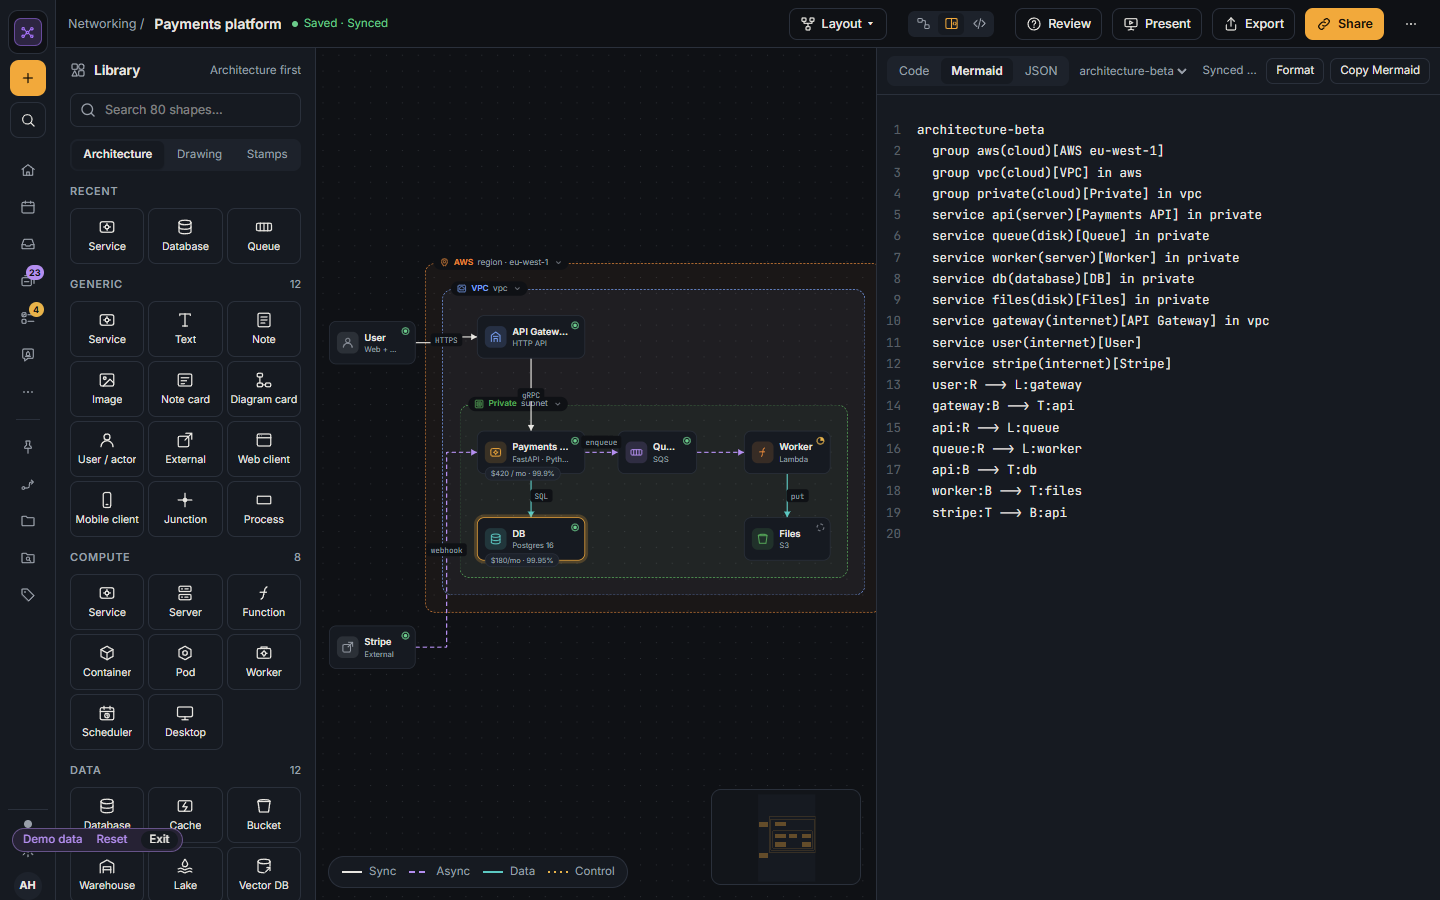 Networking / Payments platform Saved · Synced
Layout
Review
Present
Export
Share
Library
Architecture first
Search 80 shapes...
Architecture Drawing Stamps
RECENT
Service Database Queue
GENERIC 12
Service Text Note
Image Note card Diagram card
User / actor External Web client
Mobile client Junction Process
COMPUTE 8
Service Server Function
Container Pod Worker
Scheduler Desktop
DATA 12
Database Cache Bucket
Warehouse Lake Vector DB
23
4
Demo data Reset Exit
AH
AWS region · eu-west-1
VPC vpc
User
Web + ...
HTTPS
API Gatew...
HTTP API
gRPC
Private subnet
Payments ...
FastAPI · Pyth...
$420 / mo · 99.9%
enqueue
Qu...
SQS
Worker
Lambda
SQL
put
DB
Postgres 16
$180/mo · 99.95%
Files
S3
webhook
Stripe
External
Sync Async Data Control
Code Mermaid JSON architecture-beta Synced ... Format Copy Mermaid
1 architecture-beta
2 group aws(cloud)[AWS eu-west-1]
3 group vpc(cloud)[VPC] in aws
4 group private(cloud)[Private] in vpc
5 service api(server)[Payments API] in private
6 service queue(disk)[Queue] in private
7 service worker(server)[Worker] in private
8 service db(database)[DB] in private
9 service files(disk)[Files] in private
10 service gateway(internet)[API Gateway] in vpc
11 service user(internet)[User]
12 service stripe(internet)[Stripe]
13 user:R --> L:gateway
14 gateway:B --> T:api
15 api:R --> L:queue
16 queue:R --> L:worker
17 api:B --> T:db
18 worker:B --> T:files
19 stripe:T --> B:api
20